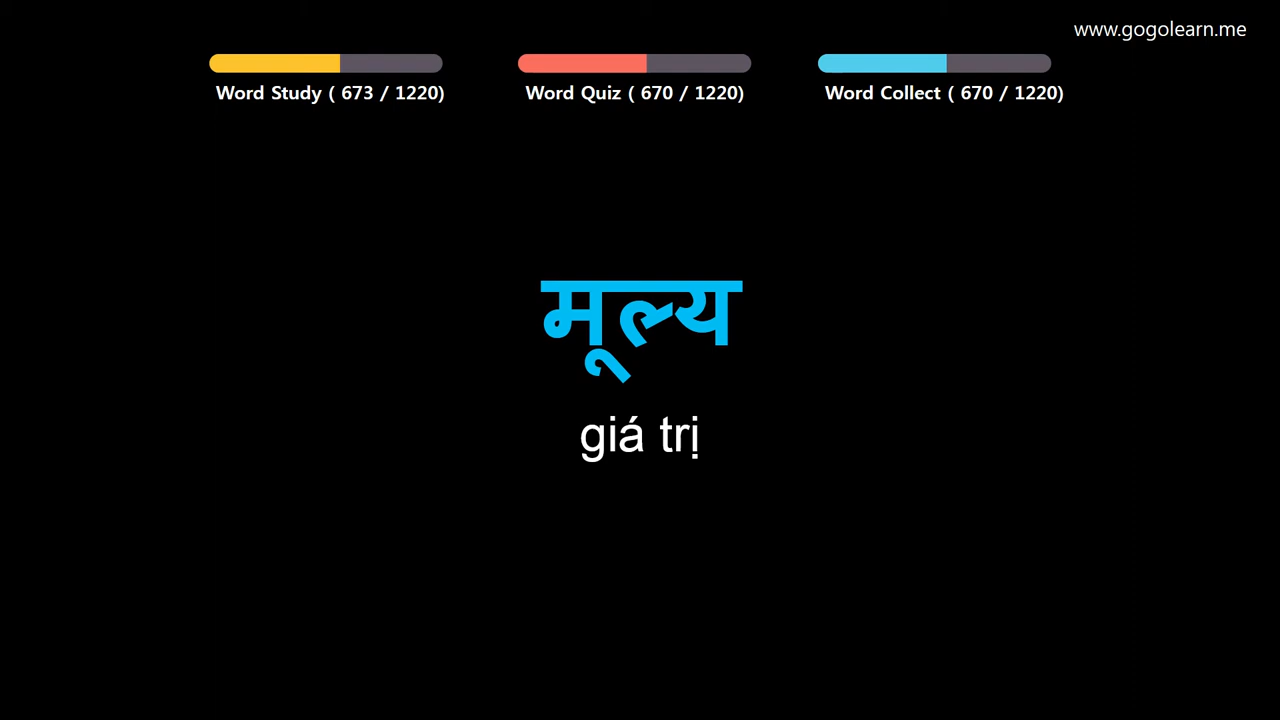 www.gogolearn.me
Word Study ( 673 / 1220)
Word Quiz ( 670 / 1220)
Word Collect ( 670 / 1220)
मूल्य
giá trị